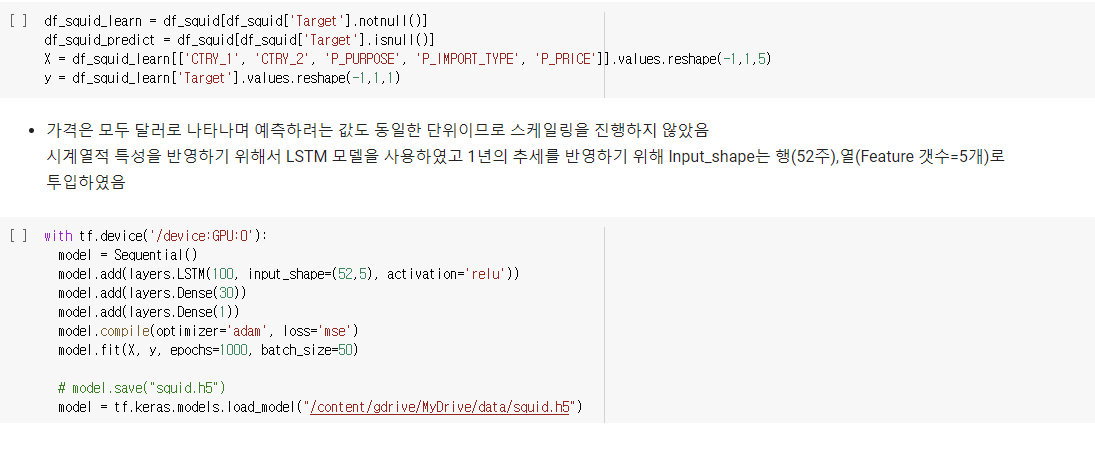 [ ] df_squid_learn = df_squid[df_squid['Target'].notnull()]
df_squid_predict = df_squid[df_squid['Target'].isnull()]
X = df_squid_learn[['CTRY_1', 'CTRY_2', 'P_PURPOSE', 'P_IMPORT_TYPE', 'P_PRICE']].values.reshape(-1,1,5)
y = df_squid_learn['Target'].values.reshape(-1,1,1)
• 가격은 모두 달러로 나타나며 예측하려는 값도 동일한 단위이므로 스케일링을 진행하지 않았음
시계열적 특성을 반영하기 위해서 LSTM 모델을 사용하였고 1년의 추세를 반영하기 위해 Input_shape는 행(52주),열(Feature 갯수=5개)로
투입하였음
[ ] with tf.device('/device:GPU:0'):
model = Sequential()
model.add(layers.LSTM(100, input_shape=(52,5), activation='relu'))
model.add(layers.Dense(30))
model.add(layers.Dense(1))
model.compile(optimizer='adam', loss='mse')
model.fit(X, y, epochs=1000, batch_size=50)
# model.save("squid.h5")
model = tf.keras.models.load_model("/content/gdrive/MyDrive/data/squid.h5")